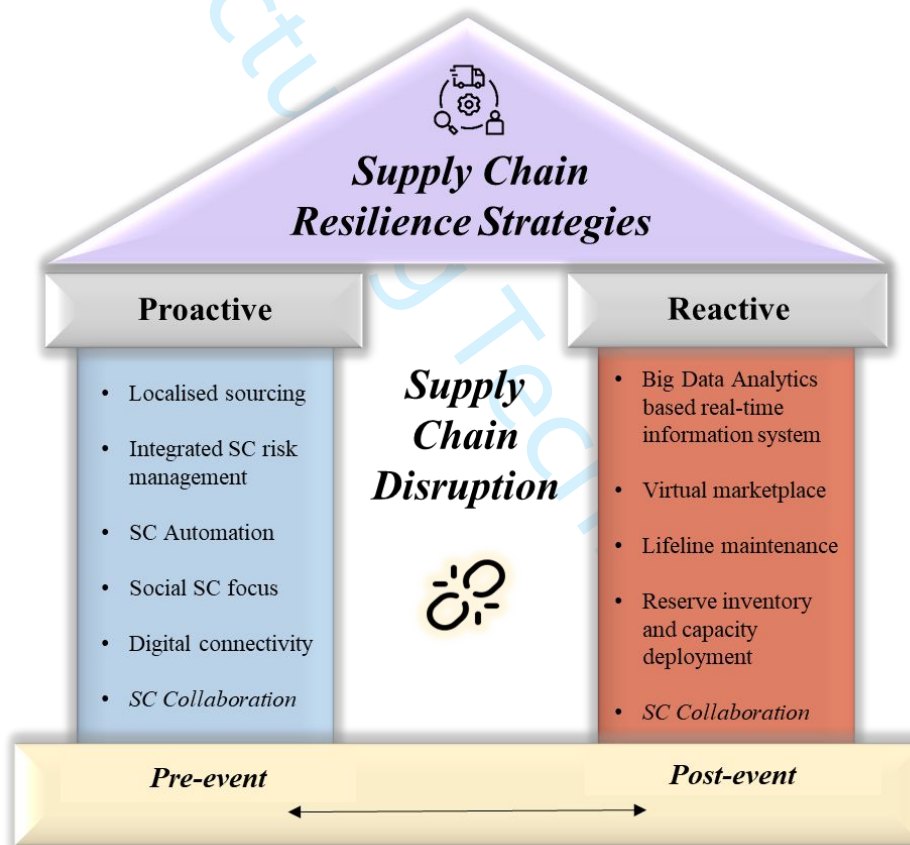 Supply Chain
Resilience Strategies
Proactive
Reactive
• Localised sourcing
• Integrated SC risk
management
• SC Automation
• Social SC focus
• Digital connectivity
• SC Collaboration
Supply
Chain
Disruption
• Big Data Analytics
based real-time
information system
• Virtual marketplace
• Lifeline maintenance
• Reserve inventory
and capacity
deployment
• SC Collaboration
Pre-event
Post-event